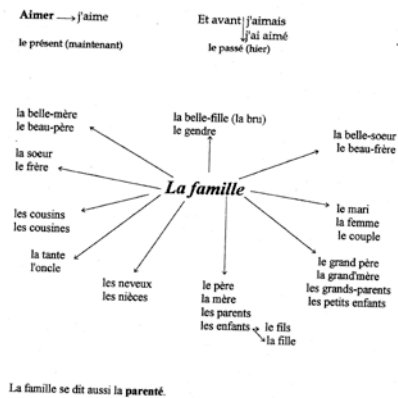 Aimer → j'aime
le présent (maintenant)
Et avant j'aimais
j'ai aimé
le passé (hier)
la belle-mère
le beau-père
la belle-fille (la bru)
le gendre
la belle-soeur
le beau-frère
la soeur
le frère
La famille
les cousins
les cousines
le mari
la femme
le couple
la tante
l'oncle
les neveux
les nièces
le père
la mère
les parents
les enfants → le fils
la fille
le grand père
la grand'mère
les grands-parents
les petits enfants
La famille se dit aussi la parenté.